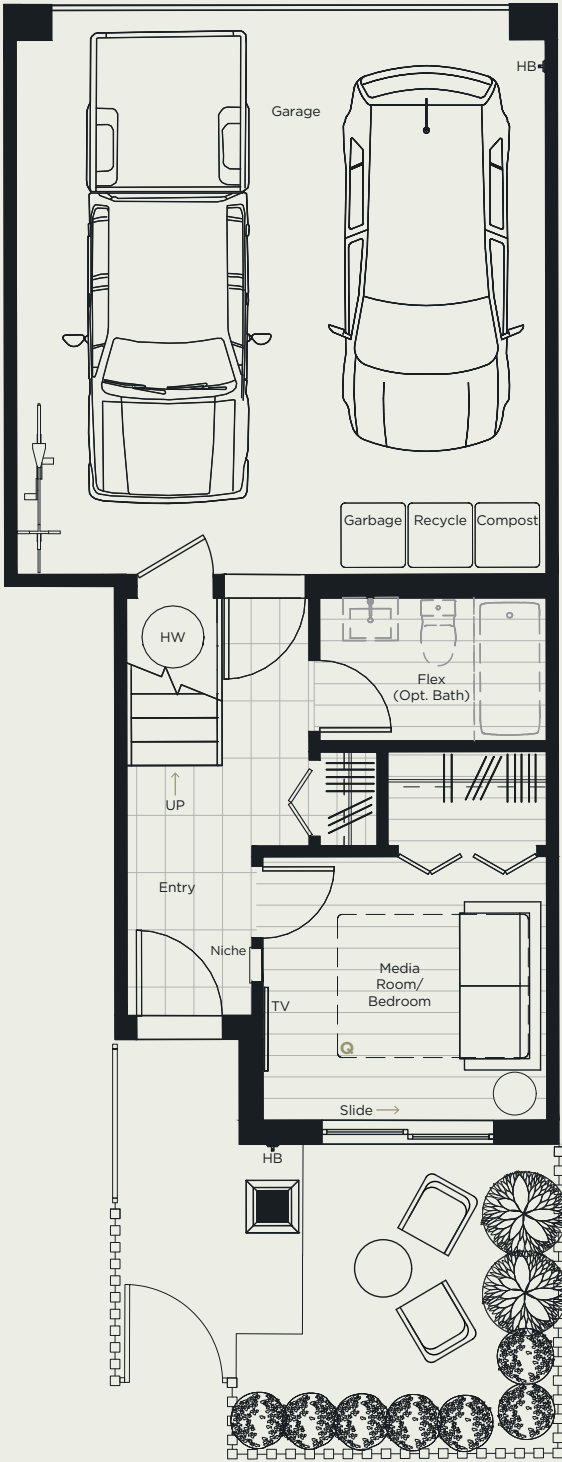 HB
Garage
Garbage Recycle Compost
HW
Flex
(Opt. Bath)
UP
Entry
Niche
Media
Room/
Bedroom
TV
Q
Slide
HB